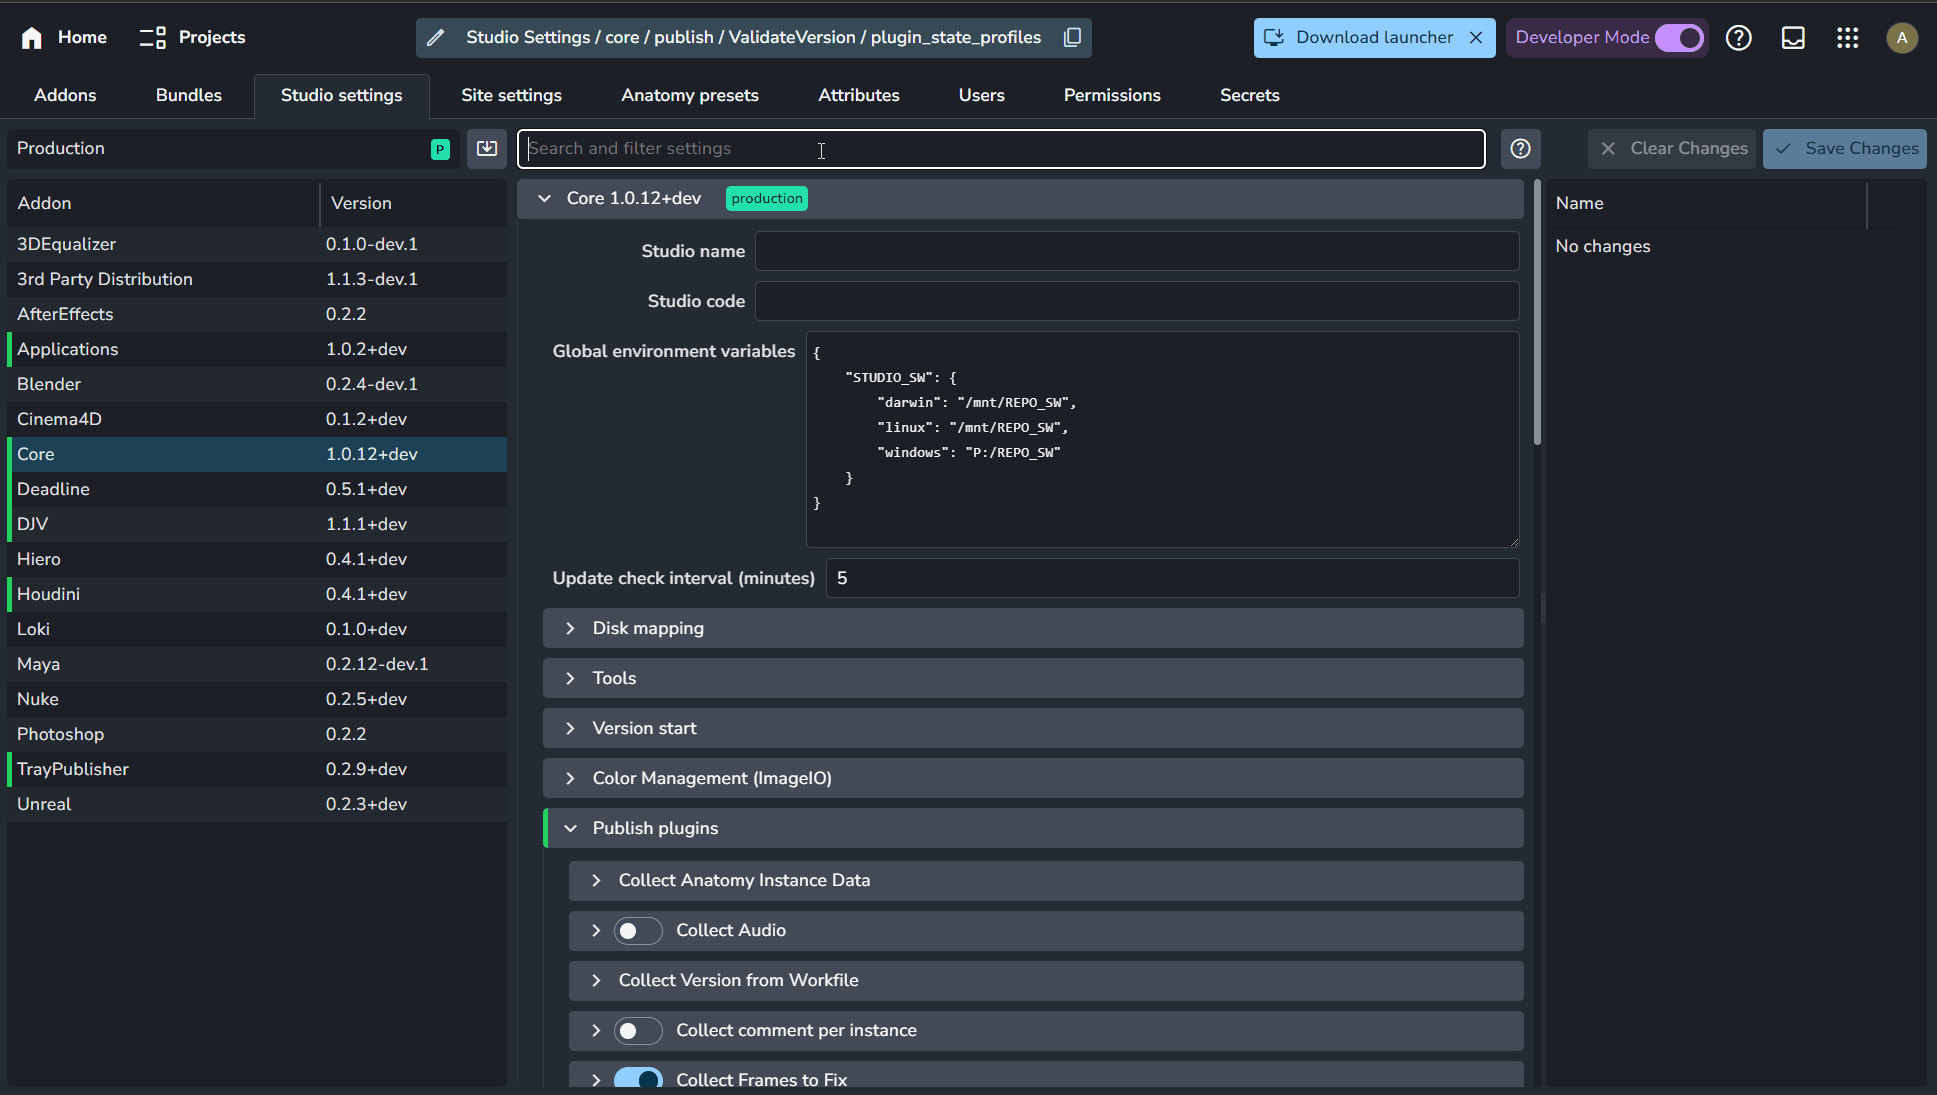 Home
Projects
Studio Settings / core / publish / ValidateVersion / plugin_state_profiles
Download launcher
Developer Mode
A
Addons
Bundles
Studio settings
Site settings
Anatomy presets
Attributes
Users
Permissions
Secrets
Production
P
Search and filter settings
Clear Changes
Save Changes
Addon Version
3DEqualizer 0.1.0-dev.1
3rd Party Distribution 1.1.3-dev.1
AfterEffects 0.2.2
Applications 1.0.2+dev
Blender 0.2.4-dev.1
Cinema4D 0.1.2+dev
Core 1.0.12+dev
Deadline 0.5.1+dev
DJV 1.1.1+dev
Hiero 0.4.1+dev
Houdini 0.4.1+dev
Loki 0.1.0+dev
Maya 0.2.12-dev.1
Nuke 0.2.5+dev
Photoshop 0.2.2
TrayPublisher 0.2.9+dev
Unreal 0.2.3+dev
Core 1.0.12+dev production
Studio name
Studio code
Global environment variables
{
"STUDIO_SW": {
"darwin": "/mnt/REPO_SW",
"linux": "/mnt/REPO_SW",
"windows": "P:/REPO_SW"
}
}
Update check interval (minutes) 5
Disk mapping
Tools
Version start
Color Management (ImageIO)
Publish plugins
Collect Anatomy Instance Data
Collect Audio
Collect Version from Workfile
Collect comment per instance
Collect Frames to Fix
Name
No changes